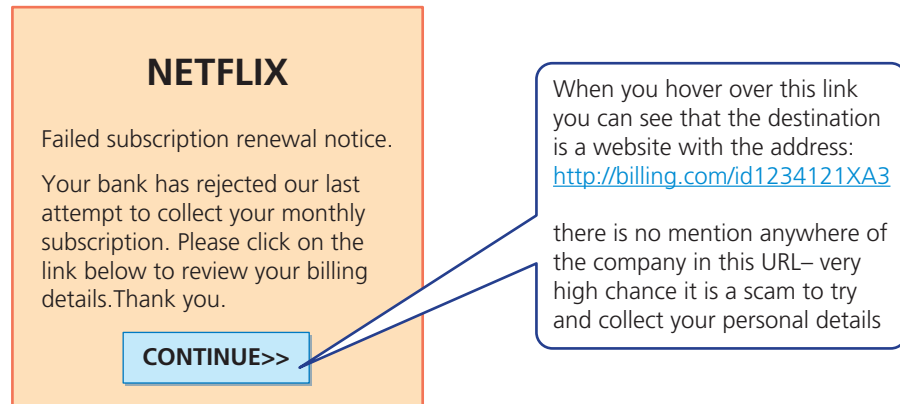 NETFLIX
Failed subscription renewal notice.
Your bank has rejected our last
attempt to collect your monthly
subscription. Please click on the
link below to review your billing
details.Thank you.
CONTINUE>>
When you hover over this link
you can see that the destination
is a website with the address:
http://billing.com/id1234121XA3
there is no mention anywhere of
the company in this URL– very
high chance it is a scam to try
and collect your personal details